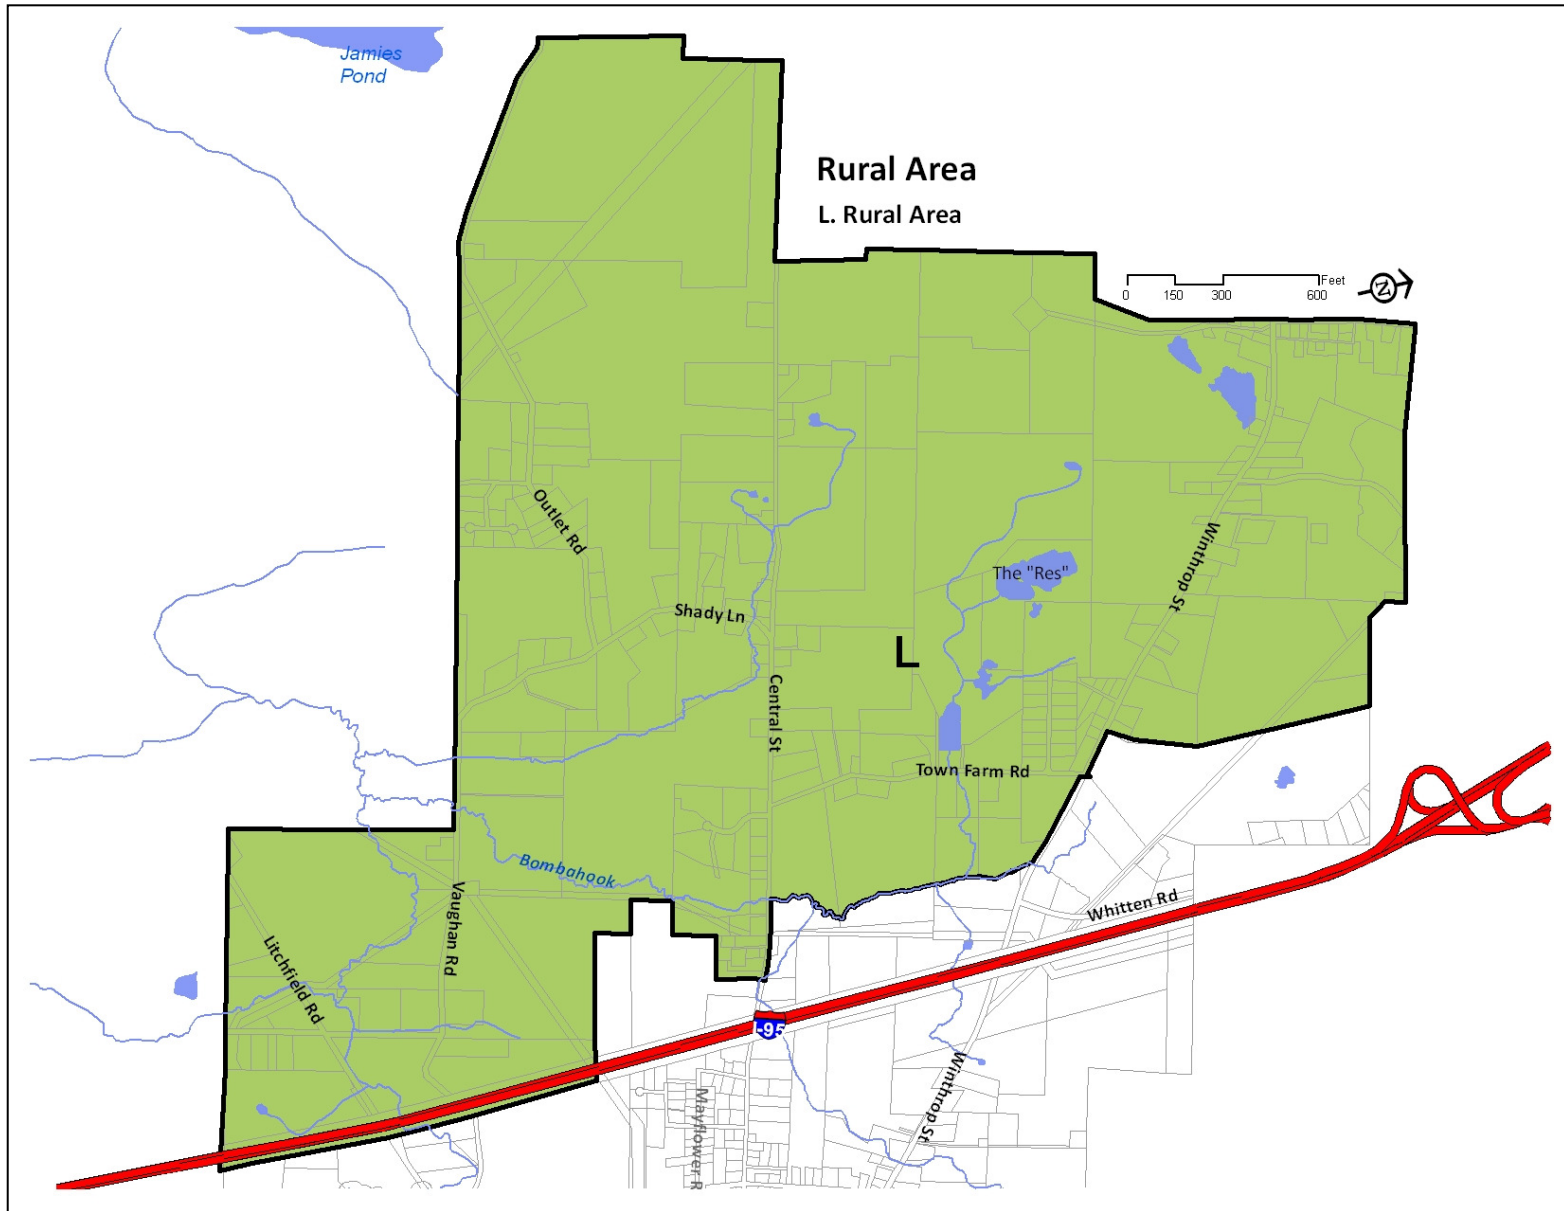 Jamies
Pond
Rural Area
L. Rural Area
Feet
0 150 300 600
N
Outlet Rd
Winthrop St
The "Res"
Shady Ln
L
Central St
Town Farm Rd
Bombahook
Vaughan Rd
Whitten Rd
Litchfield Rd
I-95
Winthrop St
Mayflower R